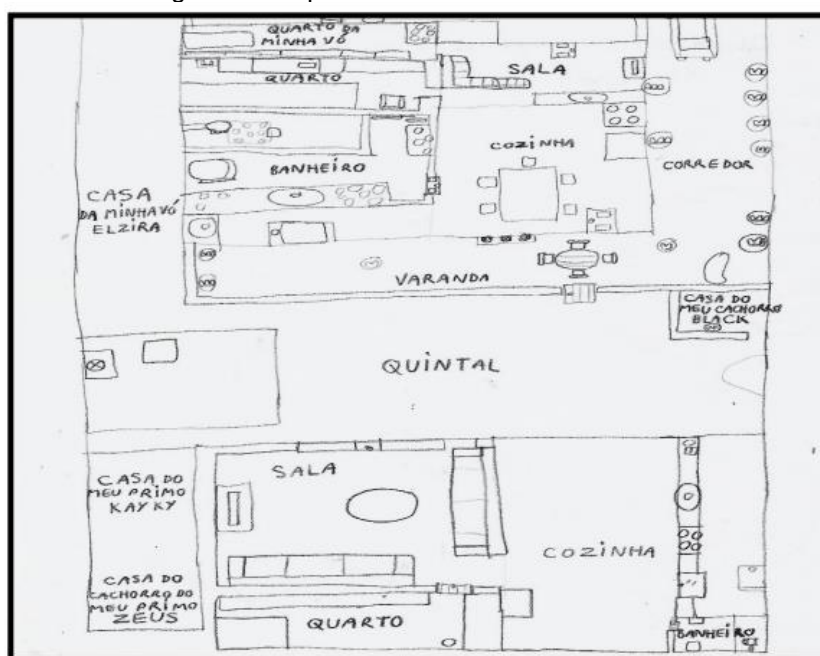 QUARTO DA
MINHA VÓ
SALA
QUARTO
COZINHA
BANHEIRO
CORREDOR
CASA
DA MINHA VÓ
ELZIRA
VARANDA
CASA DO
MEU CACHORRO
BLACK
QUINTAL
SALA
CASA DO
MEU PRIMO
KAYKY
COZINHA
CASA DO
CACHORRO DO
MEU PRIMO
ZEUS
QUARTO
BANHEIRO